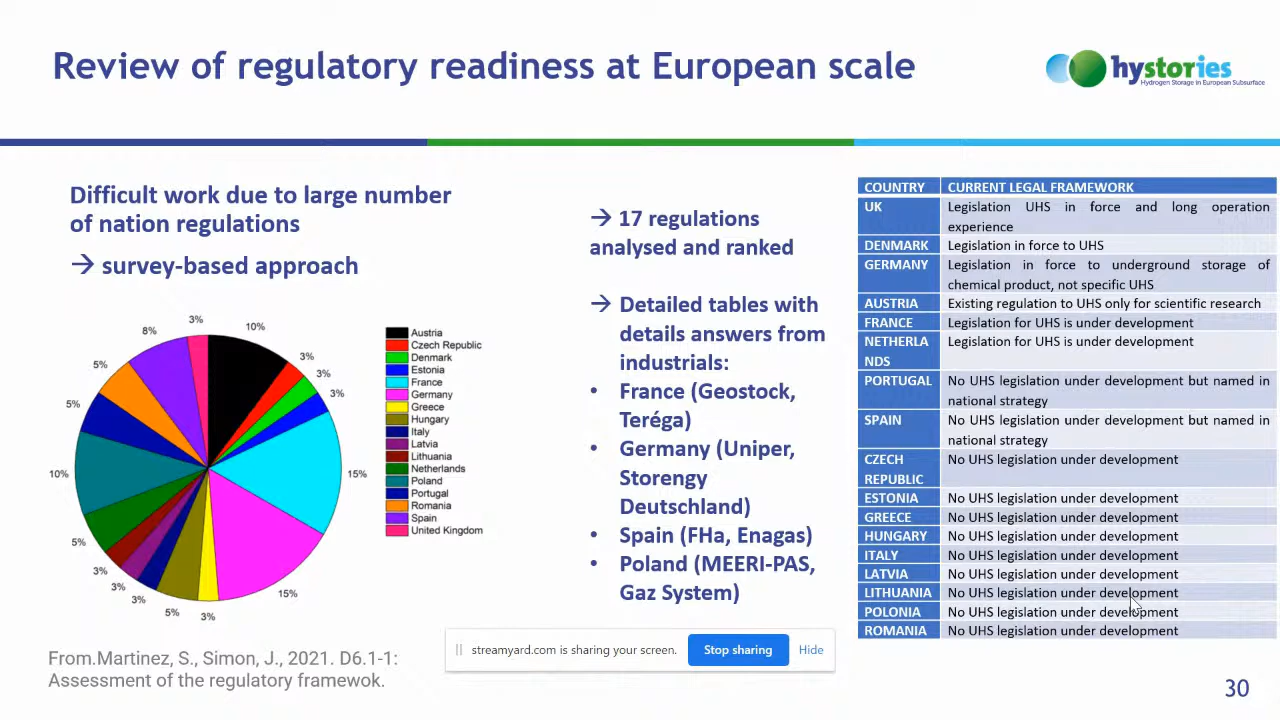 Review of regulatory readiness at European scale
hystories
Hydrogen Storage in European Subsurface
Difficult work due to large number
of nation regulations
→ survey-based approach
3%
10%
3%
3%
3%
15%
15%
3%
5%
3%
3%
3%
5%
10%
5%
5%
8%
Austria
Czech Republic
Denmark
Estonia
France
Germany
Greece
Hungary
Italy
Latvia
Lithuania
Netherlands
Poland
Portugal
Romania
Spain
United Kingdom
From.Martinez, S., Simon, J., 2021. D6.1-1:
Assessment of the regulatory framewok.
→ 17 regulations
analysed and ranked
→ Detailed tables with
details answers from
industrials:
• France (Geostock,
Teréga)
• Germany (Uniper,
Storengy
Deutschland)
• Spain (FHa, Enagas)
• Poland (MEERI-PAS,
Gaz System)
COUNTRY CURRENT LEGAL FRAMEWORK
UK Legislation UHS in force and long operation
experience
DENMARK Legislation in force to UHS
GERMANY Legislation in force to underground storage of
chemical product, not specific UHS
AUSTRIA Existing regulation to UHS only for scientific research
FRANCE Legislation for UHS is under development
NETHERLA Legislation for UHS is under development
NDS
PORTUGAL No UHS legislation under development but named in
national strategy
SPAIN No UHS legislation under development but named in
national strategy
CZECH No UHS legislation under development
REPUBLIC
ESTONIA No UHS legislation under development
GREECE No UHS legislation under development
HUNGARY No UHS legislation under development
ITALY No UHS legislation under development
LATVIA No UHS legislation under development
LITHUANIA No UHS legislation under development
POLONIA No UHS legislation under development
ROMANIA No UHS legislation under development
streamyard.com is sharing your screen. Stop sharing Hide
30